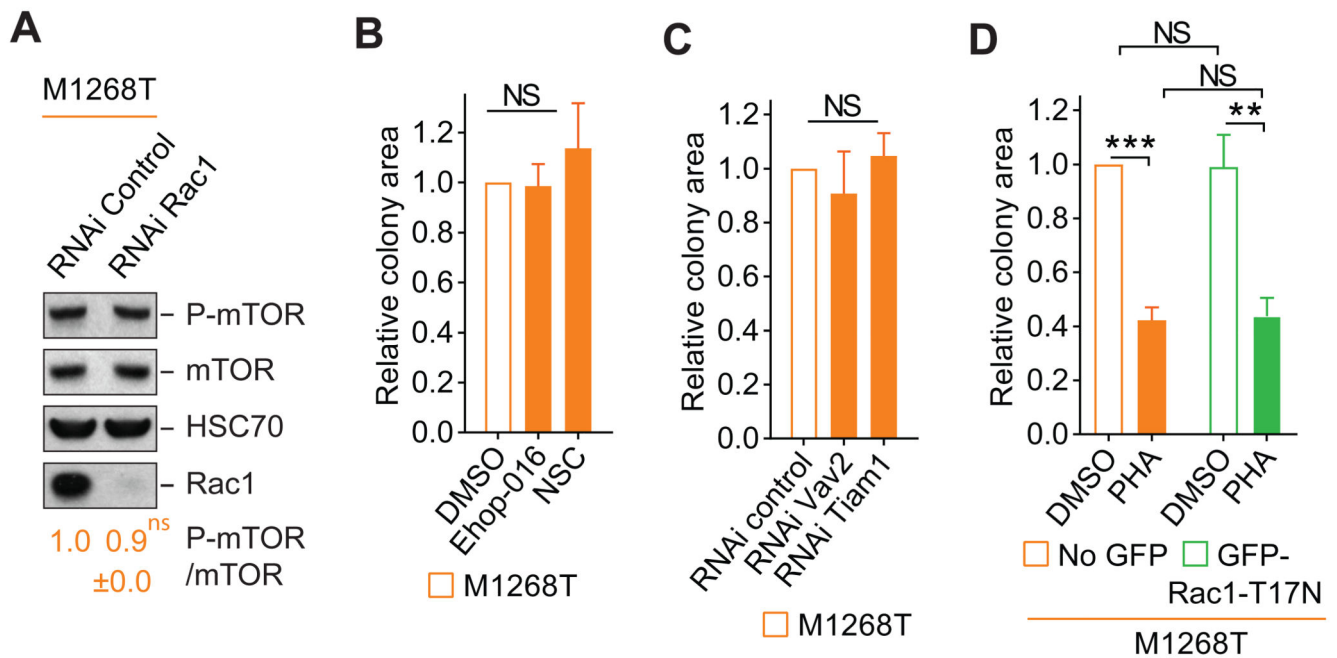 A
M1268T
RNAi Control
RNAi Rac1
P-mTOR
mTOR
HSC70
Rac1
1.0 0.9ns P-mTOR
±0.0 /mTOR
B
NS
Relative colony area
1.2
1.0
0.8
0.6
0.4
0.2
0.0
DMSO
Ehop-016
NSC
M1268T
C
NS
Relative colony area
1.2
1.0
0.8
0.6
0.4
0.2
0.0
RNAi control
RNAi Vav2
RNAi Tiam1
M1268T
D
NS
NS
***
**
Relative colony area
1.2
1.0
0.8
0.6
0.4
0.2
0.0
DMSO
PHA
DMSO
PHA
No GFP
GFP-
Rac1-T17N
M1268T